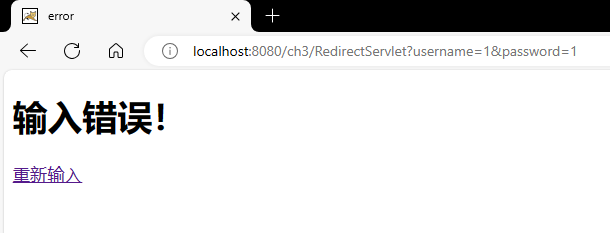 error
localhost:8080/ch3/RedirectServlet?username=1&password=1
输入错误！
重新输入